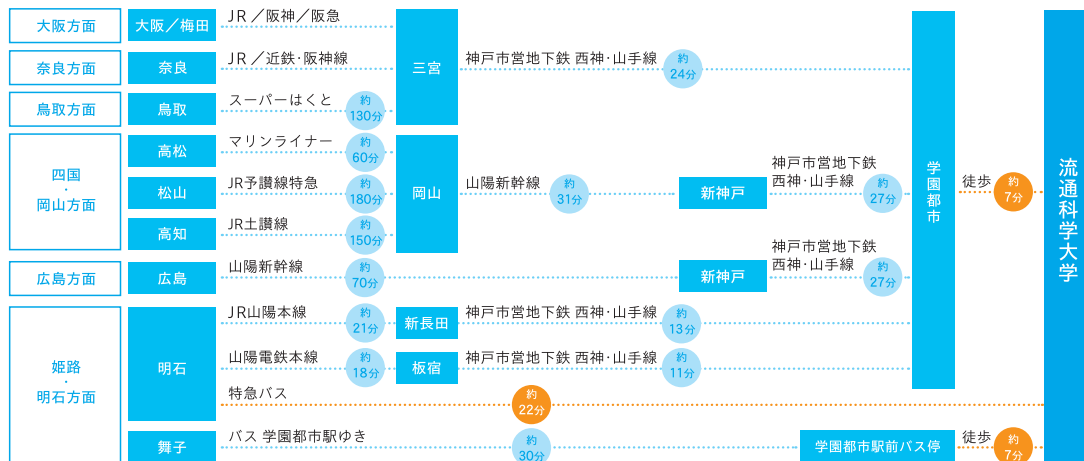 大阪方面
大阪／梅田
JR ／阪神／阪急
三宮
神戸市営地下鉄 西神・山手線
約
24分
奈良方面
奈良
JR ／近鉄・阪神線
鳥取方面
鳥取
スーパーはくと
約
130分
四国
・
岡山方面
高松
マリンライナー
約
60分
松山
JR予讃線特急
約
180分
高知
JR土讃線
約
150分
岡山
山陽新幹線
約
31分
新神戸
神戸市営地下鉄
西神・山手線
約
27分
広島方面
広島
山陽新幹線
約
70分
新神戸
神戸市営地下鉄
西神・山手線
約
27分
姫路
・
明石方面
明石
JR山陽本線
約
21分
新長田
神戸市営地下鉄 西神・山手線
約
13分
山陽電鉄本線
約
18分
板宿
神戸市営地下鉄 西神・山手線
約
11分
特急バス
約
22分
舞子
バス 学園都市駅ゆき
約
30分
学園都市駅前バス停
徒歩
約
7分
学園都市
徒歩
約
7分
流通科学大学